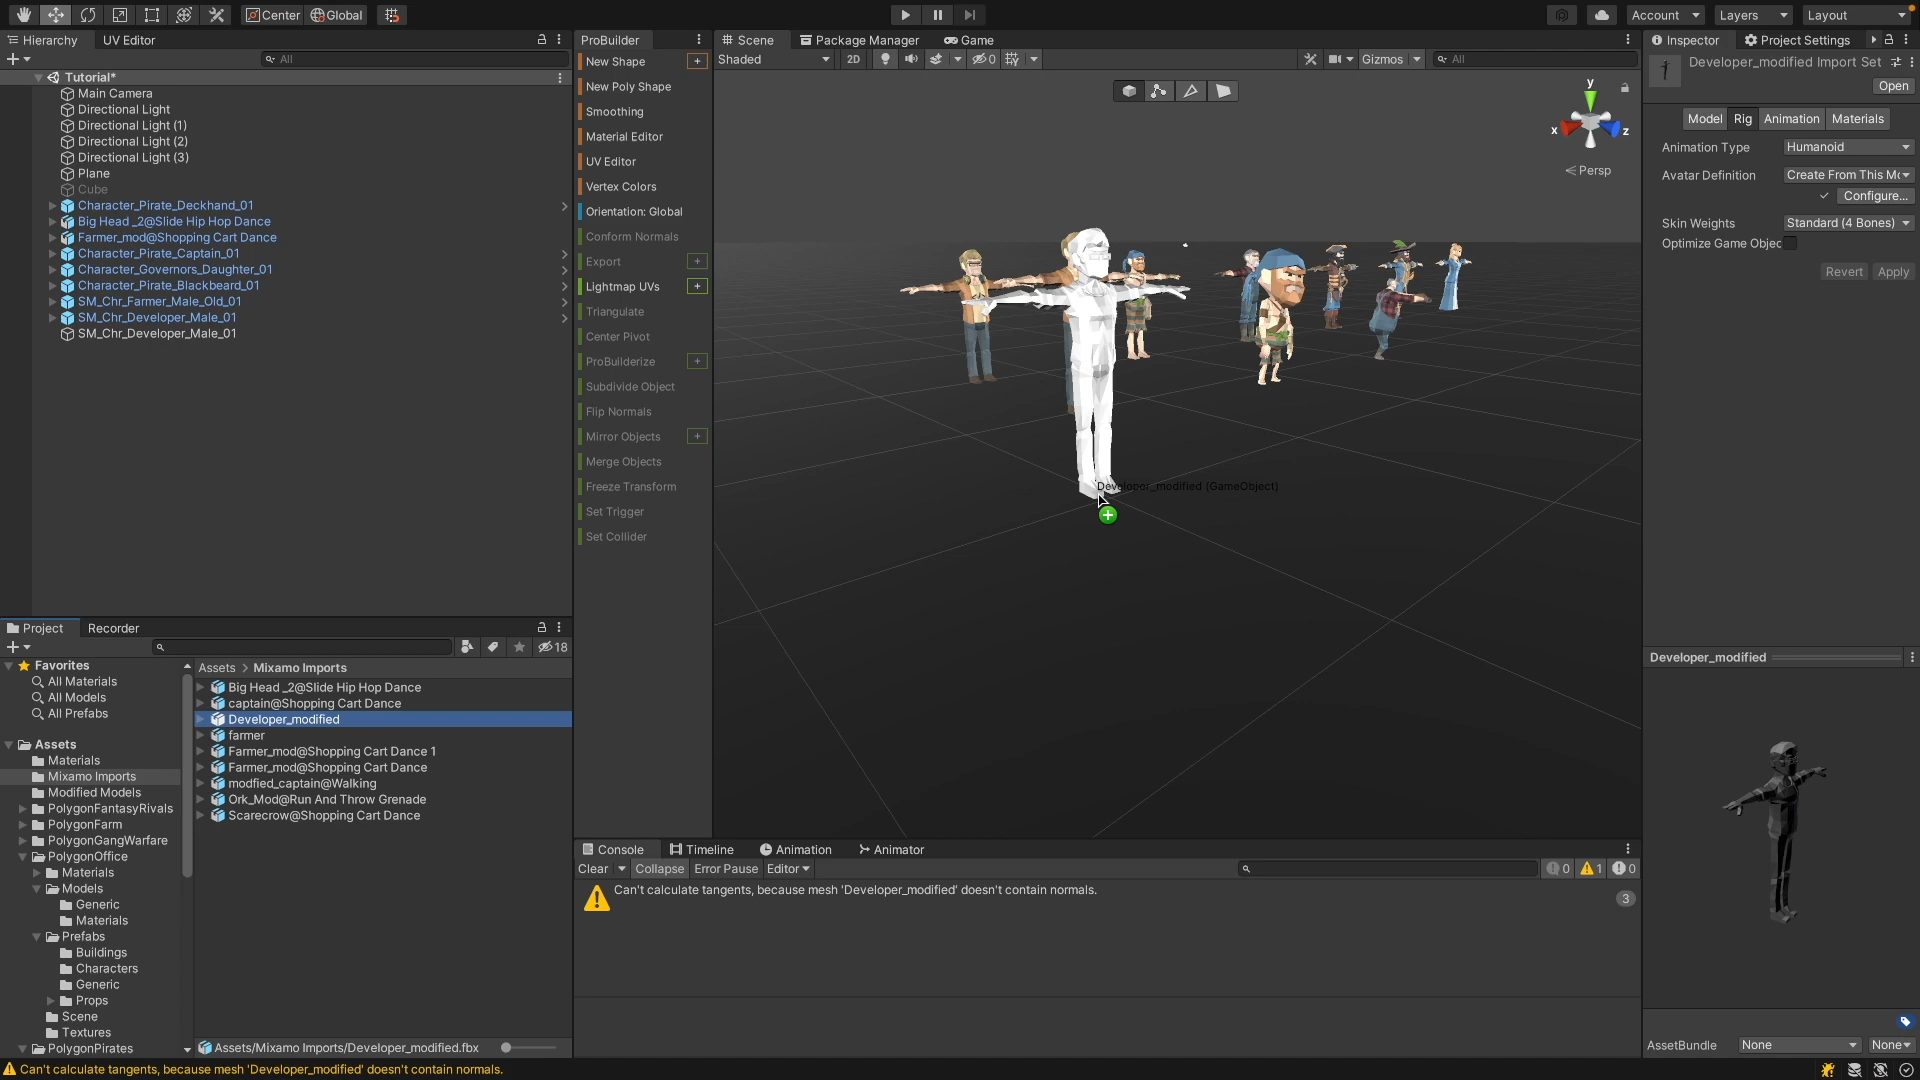 Center
Global
Account
Layers
Layout
Hierarchy
UV Editor
All
Tutorial*
Main Camera
Directional Light
Directional Light (1)
Directional Light (2)
Directional Light (3)
Plane
Cube
Character_Pirate_Deckhand_01
Big Head _2@Slide Hip Hop Dance
Farmer_mod@Shopping Cart Dance
Character_Pirate_Captain_01
Character_Governors_Daughter_01
Character_Pirate_Blackbeard_01
SM_Chr_Farmer_Male_Old_01
SM_Chr_Developer_Male_01
SM_Chr_Developer_Male_01
ProBuilder
New Shape
New Poly Shape
Smoothing
Material Editor
UV Editor
Vertex Colors
Orientation: Global
Conform Normals
Export
Lightmap UVs
Triangulate
Center Pivot
ProBuilderize
Subdivide Object
Flip Normals
Mirror Objects
Merge Objects
Freeze Transform
Set Trigger
Set Collider
Scene
Package Manager
Game
Shaded
2D
0
Gizmos
All
y
x
z
Persp
Developer_modified (GameObject)
Inspector
Project Settings
Developer_modified Import Set
Open
Model
Rig
Animation
Materials
Animation Type
Humanoid
Avatar Definition
Create From This Mo
Configure...
Skin Weights
Standard (4 Bones)
Optimize Game Objec
Revert
Apply
Developer_modified
AssetBundle
None
None
Project
Recorder
18
Favorites
All Materials
All Models
All Prefabs
Assets
Materials
Mixamo Imports
Modified Models
PolygonFantasyRivals
PolygonFarm
PolygonGangWarfare
PolygonOffice
Materials
Models
Generic
Materials
Prefabs
Buildings
Characters
Generic
Props
Scene
Textures
PolygonPirates
Assets > Mixamo Imports
Big Head _2@Slide Hip Hop Dance
captain@Shopping Cart Dance
Developer_modified
farmer
Farmer_mod@Shopping Cart Dance 1
Farmer_mod@Shopping Cart Dance
modfied_captain@Walking
Ork_Mod@Run And Throw Grenade
Scarecrow@Shopping Cart Dance
Assets/Mixamo Imports/Developer_modified.fbx
Console
Timeline
Animation
Animator
Clear
Collapse
Error Pause
Editor
0
1
0
Can't calculate tangents, because mesh 'Developer_modified' doesn't contain normals.
3
Can't calculate tangents, because mesh 'Developer_modified' doesn't contain normals.